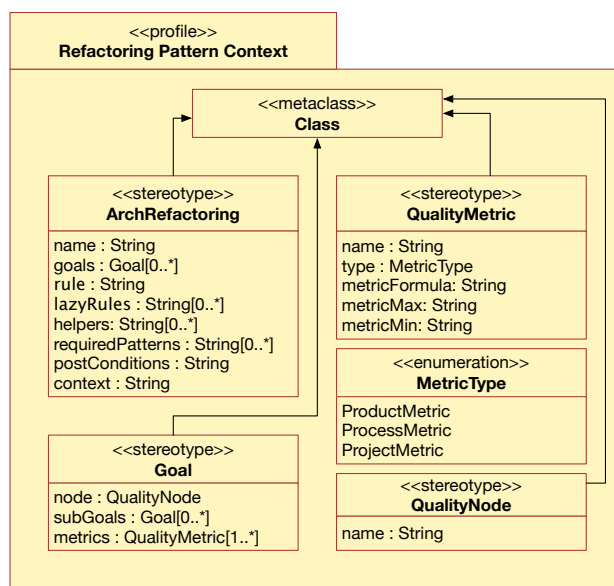 <<profile>>
Refactoring Pattern Context
<<metaclass>>
Class
<<stereotype>>
ArchRefactoring
name : String
goals : Goal[0..*]
rule : String
lazyRules : String[0..*]
helpers: String[0..*]
requiredPatterns : String[0..*]
postConditions : String
context : String
<<stereotype>>
QualityMetric
name : String
type : MetricType
metricFormula: String
metricMax: String
metricMin: String
<<enumeration>>
MetricType
ProductMetric
ProcessMetric
ProjectMetric
<<stereotype>>
Goal
node : QualityNode
subGoals : Goal[0..*]
metrics : QualityMetric[1..*]
<<stereotype>>
QualityNode
name : String